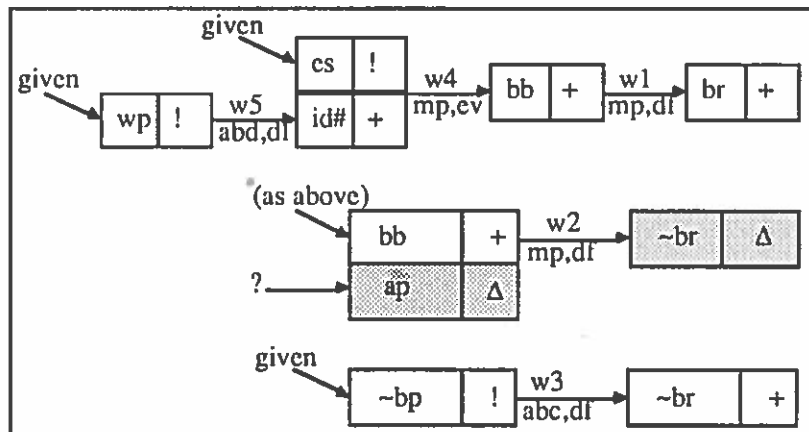 given
cs !
given
w4
bb +
w1
br +
wp !
w5
id# +
mp,ev
mp,df
abd,df
(as above)
bb +
w2
~br Δ
mp,df
? ap Δ
given
~bp !
w3
~br +
abc,df